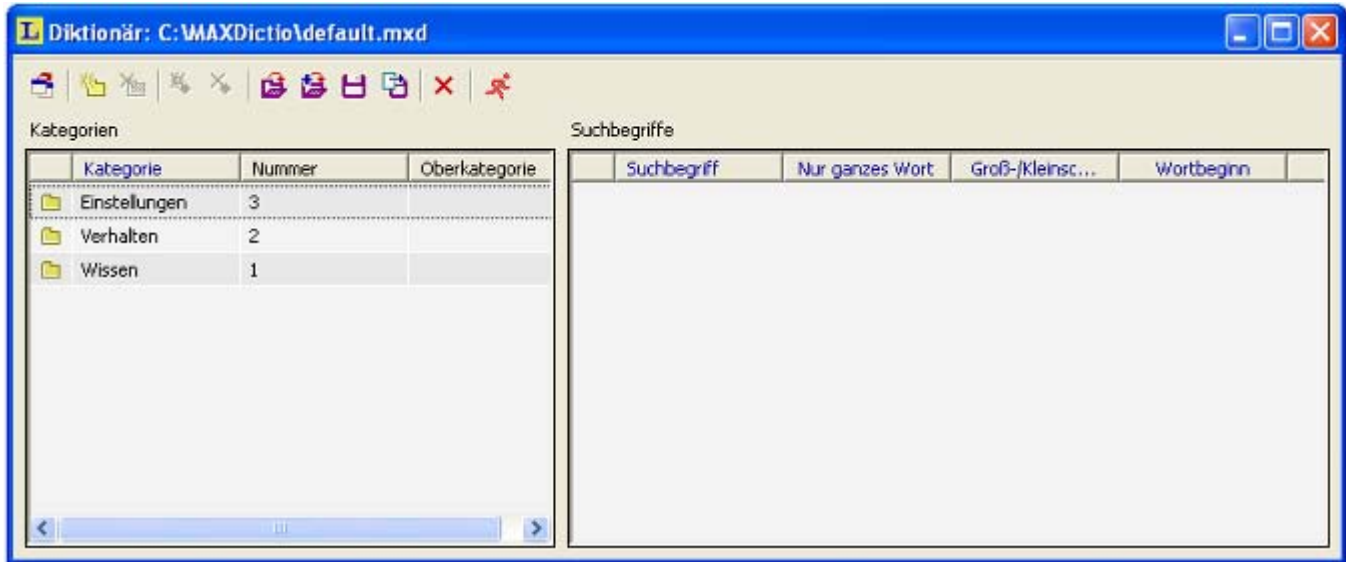 L Diktionär: C:\MAXDictio\default.mxd
Kategorien Suchbegriffe
Kategorie Nummer Oberkategorie Suchbegriff Nur ganzes Wort Groß-/Kleinsc... Wortbeginn
Einstellungen 3
Verhalten 2
Wissen 1